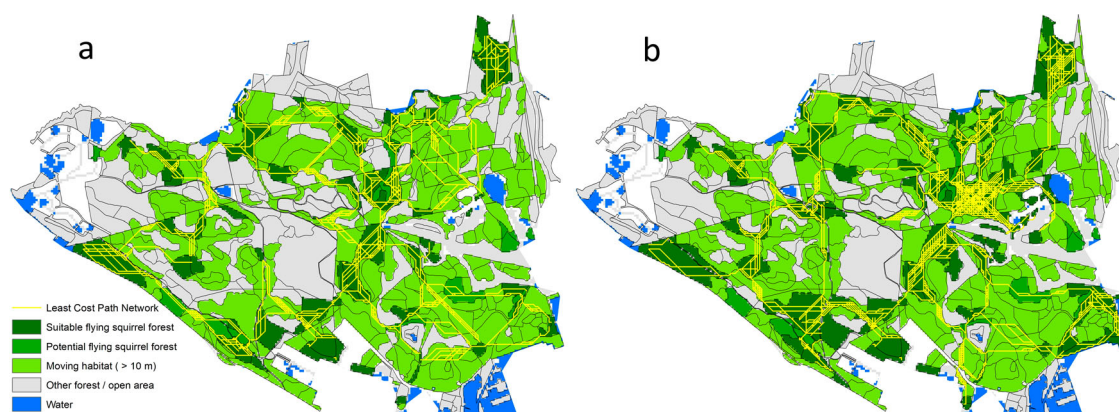 a
b
Least Cost Path Network
Suitable flying squirrel forest
Potential flying squirrel forest
Moving habitat ( > 10 m)
Other forest / open area
Water